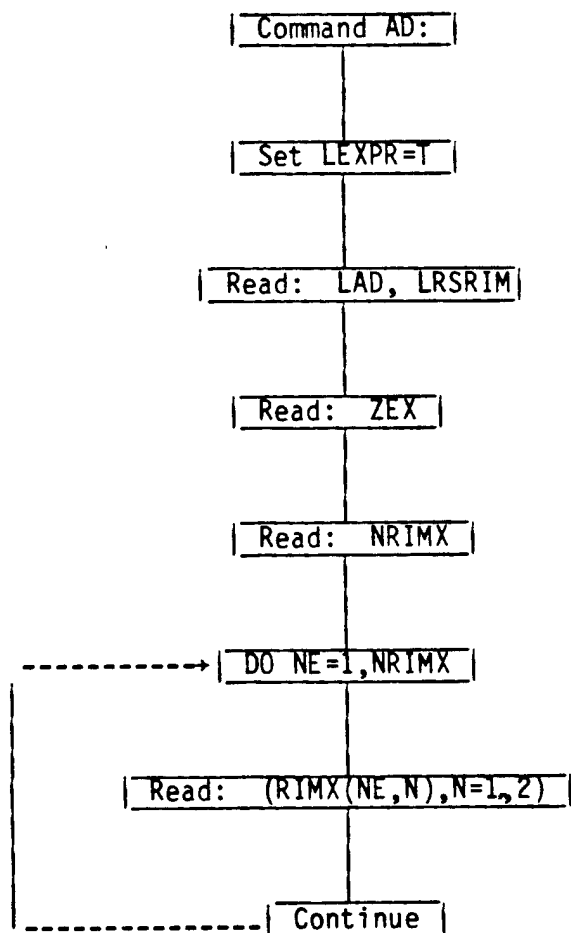 Command AD:
Set LEXPR=T
Read: LAD, LRSRIM
Read: ZEX
Read: NRIMX
DO NE=1,NRIMX
Read: (RIMX(NE,N),N=1,2)
Continue